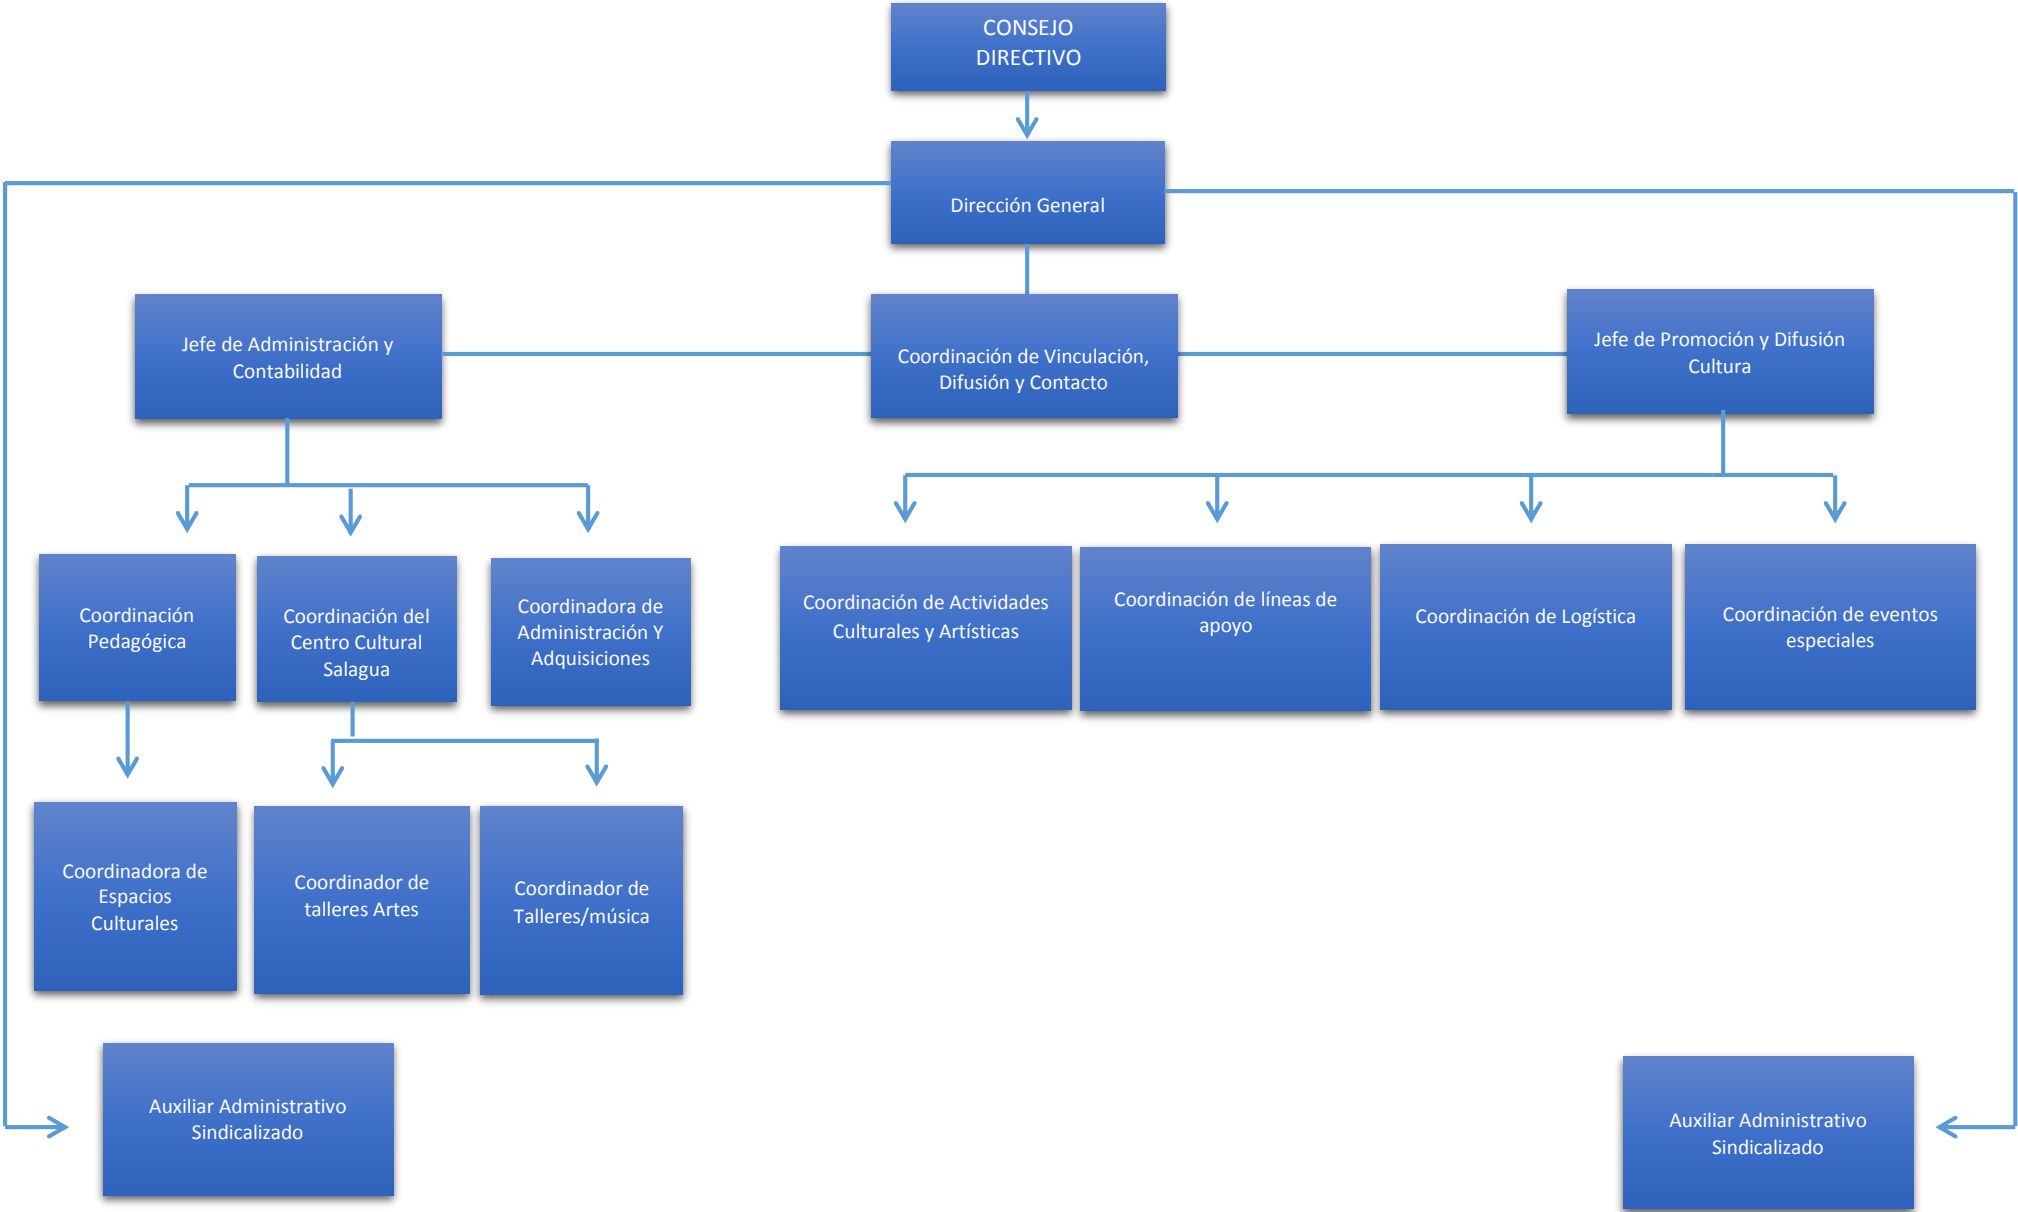 CONSEJO
DIRECTIVO
Dirección General
Jefe de Administración y
Contabilidad
Coordinación de Vinculación,
Difusión y Contacto
Jefe de Promoción y Difusión
Cultura
Coordinación
Pedagógica
Coordinación del
Centro Cultural
Salagua
Coordinadora de
Administración Y
Adquisiciones
Coordinación de Actividades
Culturales y Artísticas
Coordinación de líneas de
apoyo
Coordinación de Logística
Coordinación de eventos
especiales
Coordinadora de
Espacios
Culturales
Coordinador de
talleres Artes
Coordinador de
Talleres/música
Auxiliar Administrativo
Sindicalizado
Auxiliar Administrativo
Sindicalizado